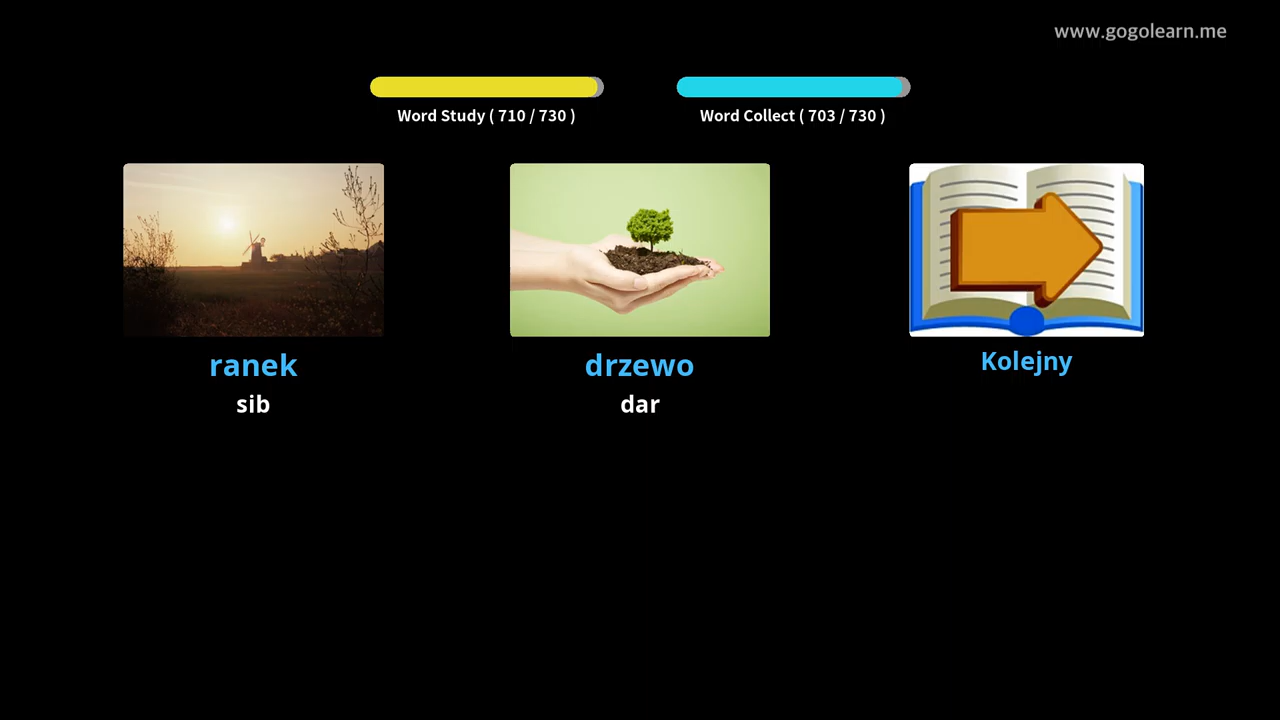 www.gogolearn.me
Word Study ( 710 / 730 )
Word Collect ( 703 / 730 )
ranek
drzewo
Kolejny
sib
dar